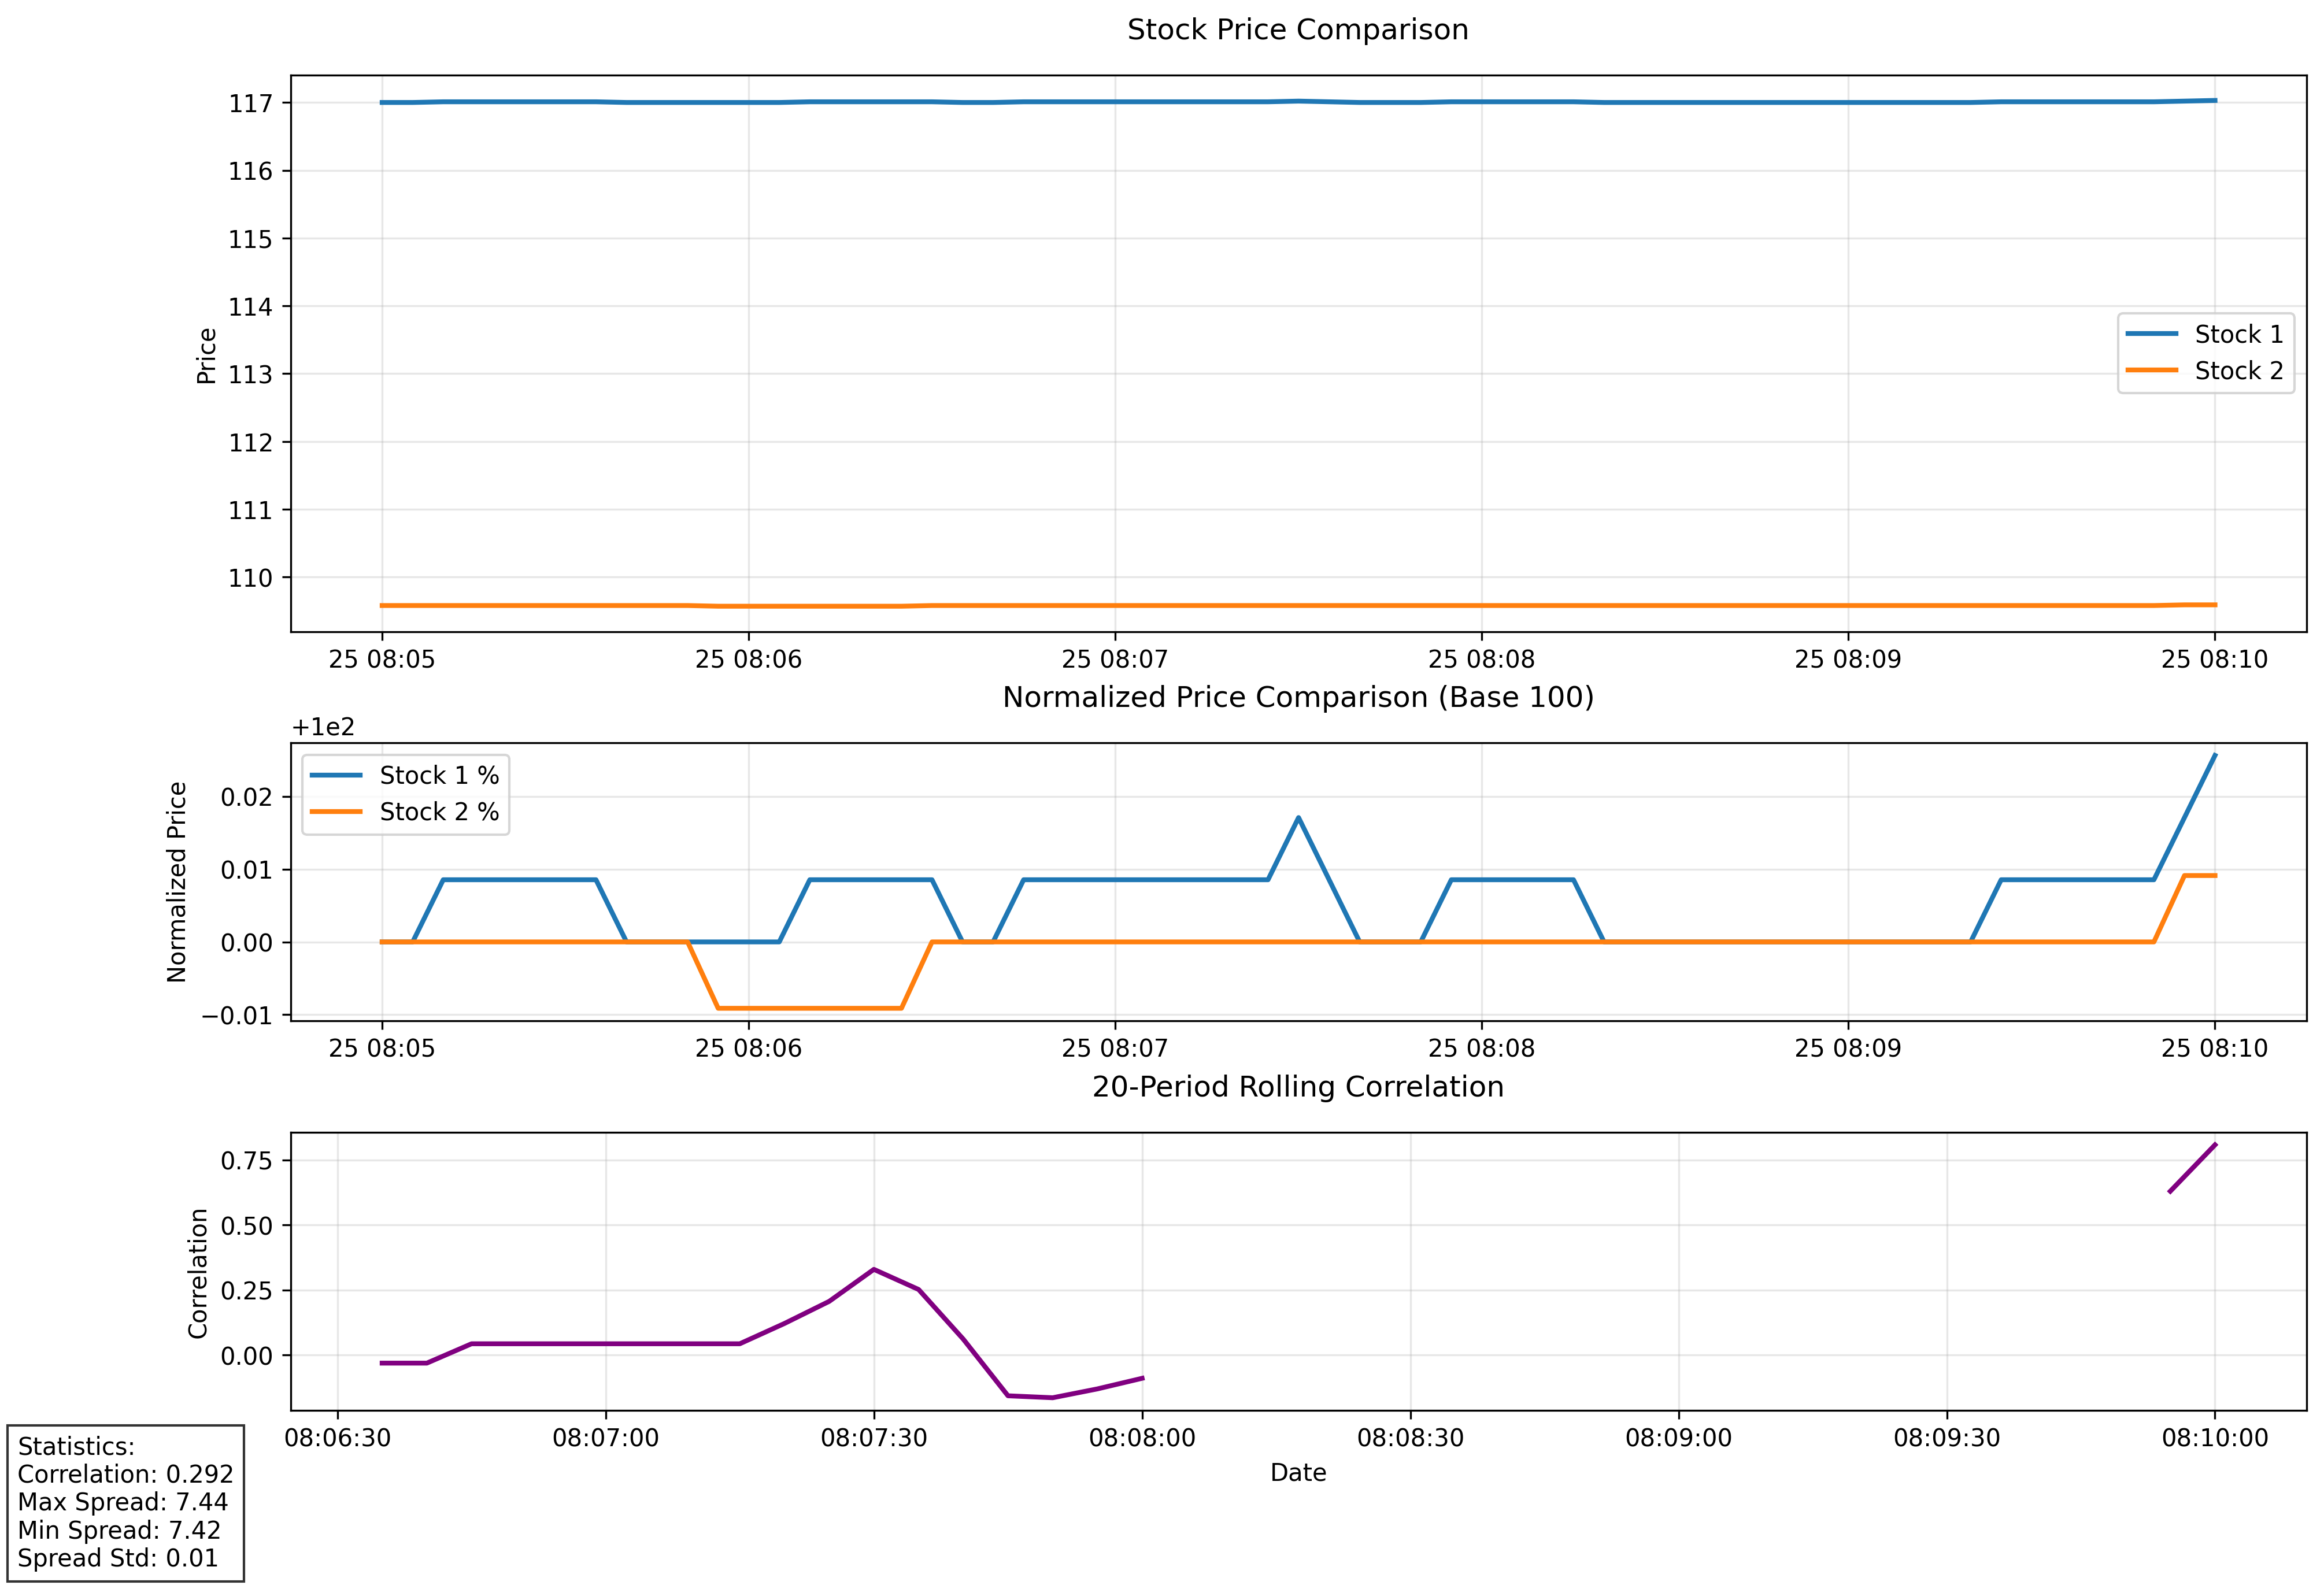 Stock Price Comparison
117
116
115
114
113
112
111
110
Price
Stock 1
Stock 2
25 08:05
25 08:06
25 08:07
25 08:08
25 08:09
25 08:10
Normalized Price Comparison (Base 100)
+1e2
0.02
0.01
0.00
−0.01
Normalized Price
Stock 1 %
Stock 2 %
25 08:05
25 08:06
25 08:07
25 08:08
25 08:09
25 08:10
20-Period Rolling Correlation
0.75
0.50
0.25
0.00
Correlation
08:06:30
08:07:00
08:07:30
08:08:00
08:08:30
08:09:00
08:09:30
08:10:00
Date
Statistics:
Correlation: 0.292
Max Spread: 7.44
Min Spread: 7.42
Spread Std: 0.01